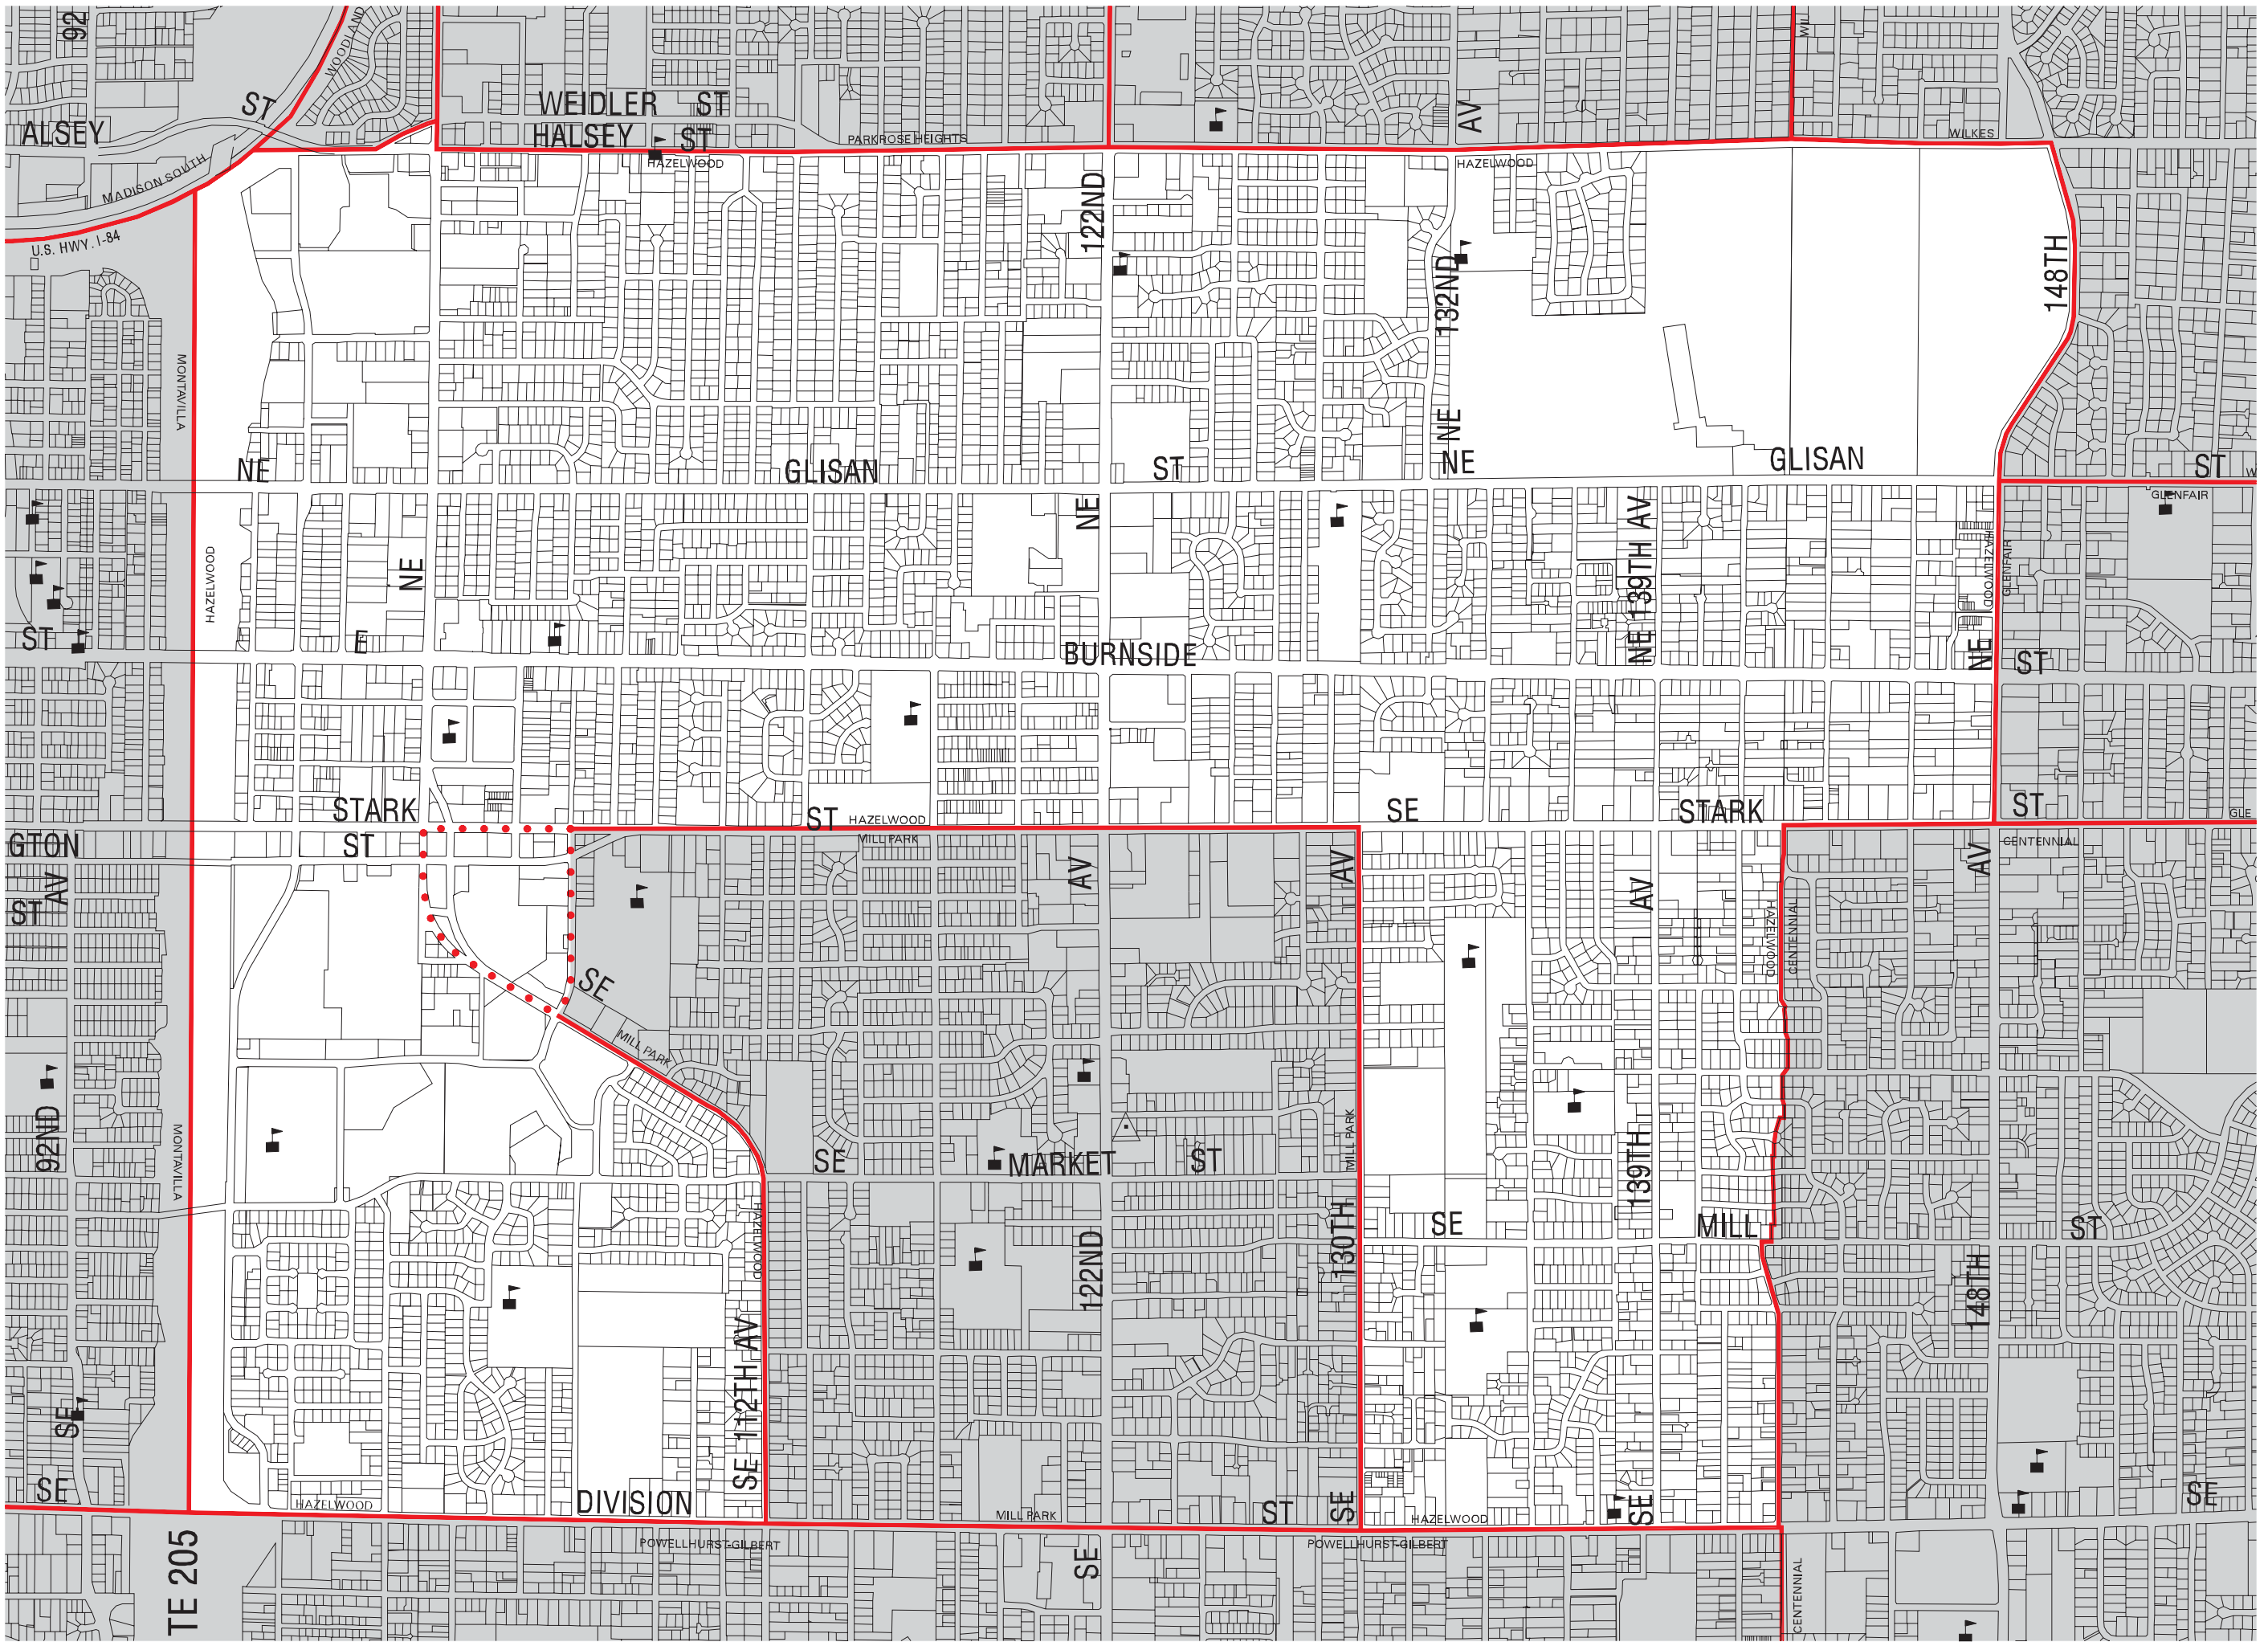 92
WOODLAND
WIL
ST
WEIDLER ST
ALSEY
HALSEY ST
AV
PARKROSE HEIGHTS
WILKES
MADISON SOUTH
HAZELWOOD
HAZELWOOD
122ND
132ND
148TH
U.S. HWY. I-84
MONTAVILLA
NE
NE
GLISAN
ST
NE
GLISAN
ST
W
GLENFAIR
NE
NE 139TH AV
HAZELWOOD
GLENFAIR
HAZELWOOD
NE
ST
E
BURNSIDE
NE
ST
STARK
ST
HAZELWOOD
SE
STARK
ST
GLE
GTON
ST
MILL PARK
CENTENNIAL
AV
AV
AV
AV
AV
ST
HAZELWOOD
CENTENNIAL
SE
MILL PARK
92ND
MONTAVILLA
SE
MARKET
ST
MILL PARK
139TH
HAZELWOOD
122ND
130TH
SE
MILL
ST
148TH
SE 112TH AV
SE
SE
HAZELWOOD
DIVISION
MILL PARK
ST
SE
HAZELWOOD
SE
SE
TE 205
POWELLHURST-GILBERT
SE
POWELLHURST-GILBERT
CENTENNIAL